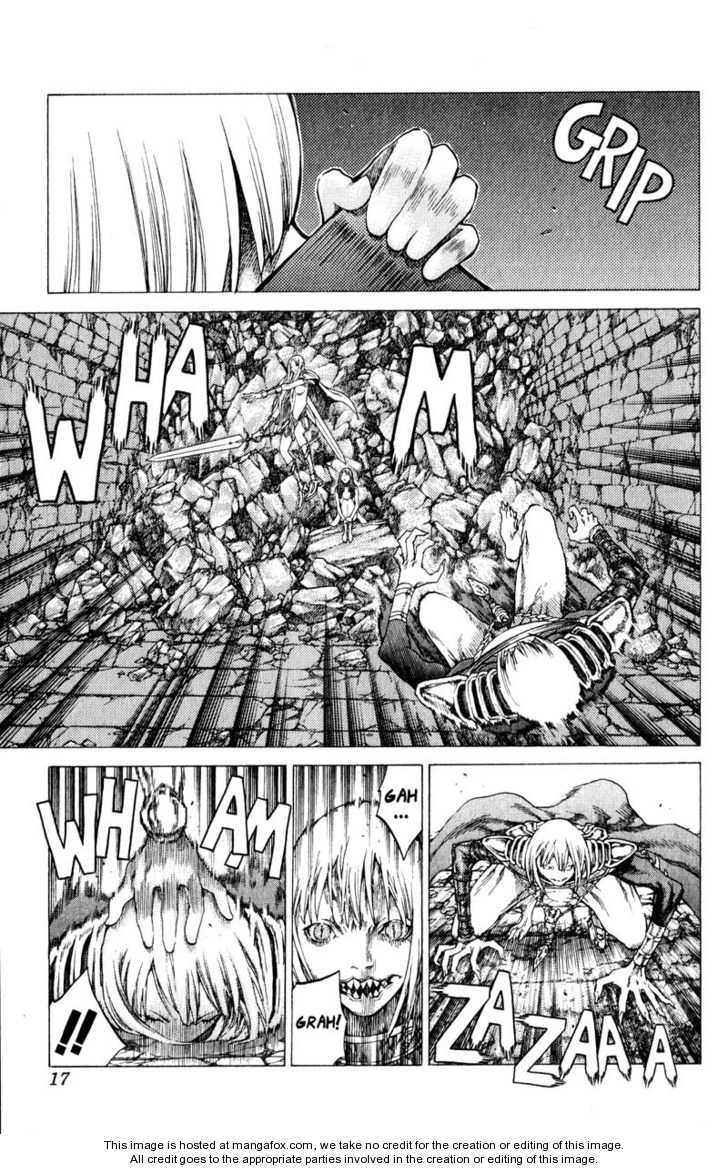 GRIP
WHAM
ZAZAAAA
GAH
...
GRAH!
WHAM
!!
17
This image is hosted at mangafox.com, we take no credit for the creation or editing of this image.
All credit goes to the appropriate parties involved in the creation or editing of this image.